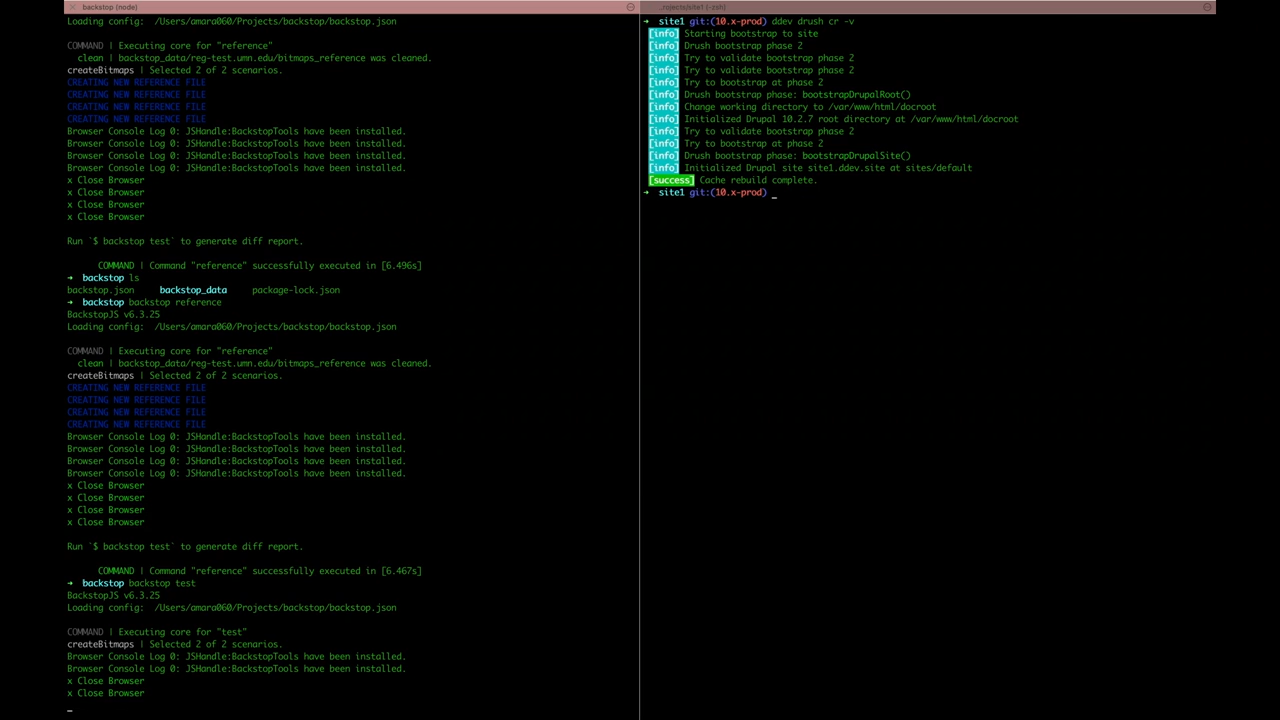 backstop (node)
Loading config:  /Users/amara060/Projects/backstop/backstop.json
COMMAND | Executing core for "reference"
clean | backstop_data/reg-test.umn.edu/bitmaps_reference was cleaned.
createBitmaps | Selected 2 of 2 scenarios.
CREATING NEW REFERENCE FILE
CREATING NEW REFERENCE FILE
CREATING NEW REFERENCE FILE
CREATING NEW REFERENCE FILE
Browser Console Log 0: JSHandle:BackstopTools have been installed.
Browser Console Log 0: JSHandle:BackstopTools have been installed.
Browser Console Log 0: JSHandle:BackstopTools have been installed.
Browser Console Log 0: JSHandle:BackstopTools have been installed.
x Close Browser
x Close Browser
x Close Browser
x Close Browser
Run `$ backstop test` to generate diff report.
COMMAND | Command "reference" successfully executed in [6.496s]
➜  backstop ls
backstop.json    backstop_data    package-lock.json
➜  backstop backstop reference
BackstopJS v6.3.25
Loading config:  /Users/amara060/Projects/backstop/backstop.json
COMMAND | Executing core for "reference"
clean | backstop_data/reg-test.umn.edu/bitmaps_reference was cleaned.
createBitmaps | Selected 2 of 2 scenarios.
CREATING NEW REFERENCE FILE
CREATING NEW REFERENCE FILE
CREATING NEW REFERENCE FILE
CREATING NEW REFERENCE FILE
Browser Console Log 0: JSHandle:BackstopTools have been installed.
Browser Console Log 0: JSHandle:BackstopTools have been installed.
Browser Console Log 0: JSHandle:BackstopTools have been installed.
Browser Console Log 0: JSHandle:BackstopTools have been installed.
x Close Browser
x Close Browser
x Close Browser
x Close Browser
Run `$ backstop test` to generate diff report.
COMMAND | Command "reference" successfully executed in [6.467s]
➜  backstop backstop test
BackstopJS v6.3.25
Loading config:  /Users/amara060/Projects/backstop/backstop.json
COMMAND | Executing core for "test"
createBitmaps | Selected 2 of 2 scenarios.
Browser Console Log 0: JSHandle:BackstopTools have been installed.
Browser Console Log 0: JSHandle:BackstopTools have been installed.
x Close Browser
x Close Browser
..rojects/site1 (-zsh)
➜  site1 git:(10.x-prod) ddev drush cr -v
[info] Starting bootstrap to site
[info] Drush bootstrap phase 2
[info] Try to validate bootstrap phase 2
[info] Try to validate bootstrap phase 2
[info] Try to bootstrap at phase 2
[info] Drush bootstrap phase: bootstrapDrupalRoot()
[info] Change working directory to /var/www/html/docroot
[info] Initialized Drupal 10.2.7 root directory at /var/www/html/docroot
[info] Try to validate bootstrap phase 2
[info] Try to bootstrap at phase 2
[info] Drush bootstrap phase: bootstrapDrupalSite()
[info] Initialized Drupal site site1.ddev.site at sites/default
[success] Cache rebuild complete.
➜  site1 git:(10.x-prod) _